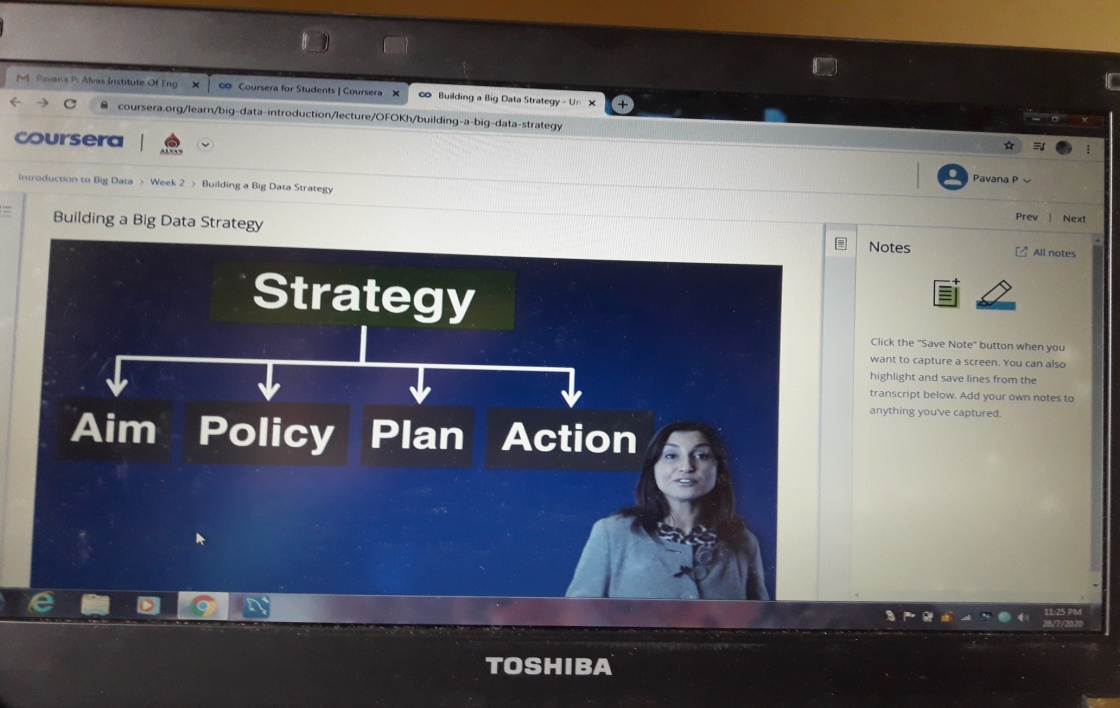 Pavana P: Alvas Institute Of Eng
Coursera for Students | Coursera
Building a Big Data Strategy - Un
coursera.org/learn/big-data-introduction/lecture/OFOKh/building-a-big-data-strategy
coursera
ALVA'S
Pavana P
Introduction to Big Data > Week 2 > Building a Big Data Strategy
Prev | Next
Building a Big Data Strategy
Strategy
Aim Policy Plan Action
Notes
All notes
Click the "Save Note" button when you
want to capture a screen. You can also
highlight and save lines from the
transcript below. Add your own notes to
anything you've captured.
11:25 PM
28/7/2020
TOSHIBA